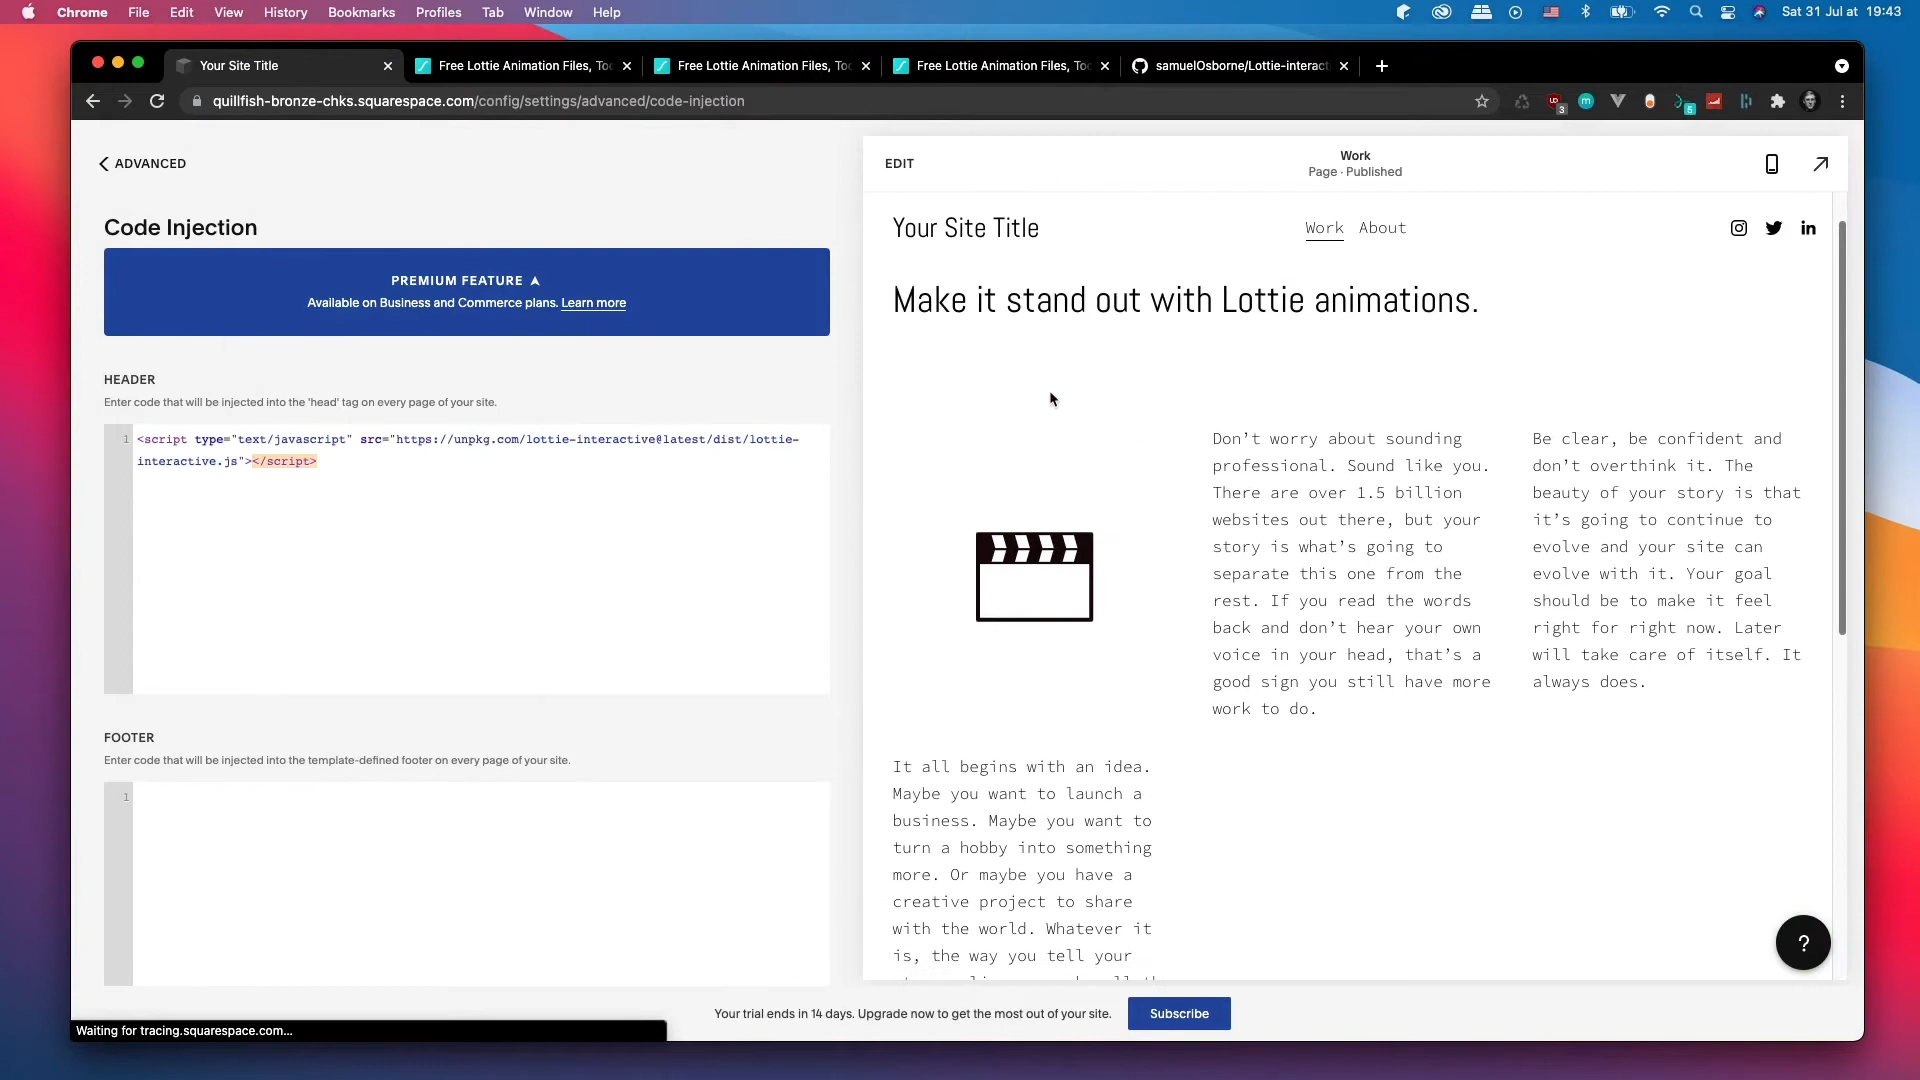 Chrome File Edit View History Bookmarks Profiles Tab Window Help
Sat 31 Jul at 19:43
Your Site Title
Free Lottie Animation Files, Too
Free Lottie Animation Files, Too
Free Lottie Animation Files, Too
samuelOsborne/Lottie-interact
quillfish-bronze-chks.squarespace.com/config/settings/advanced/code-injection
3
5
ADVANCED
Code Injection
PREMIUM FEATURE
Available on Business and Commerce plans. Learn more
HEADER
Enter code that will be injected into the 'head' tag on every page of your site.
1
<script type="text/javascript" src="https://unpkg.com/lottie-interactive@latest/dist/lottie-
interactive.js"></script>
FOOTER
Enter code that will be injected into the template-defined footer on every page of your site.
1
EDIT
Work
Page · Published
Your Site Title
Work About
Make it stand out with Lottie animations.
Don’t worry about sounding
professional. Sound like you.
There are over 1.5 billion
websites out there, but your
story is what’s going to
separate this one from the
rest. If you read the words
back and don’t hear your own
voice in your head, that’s a
good sign you still have more
work to do.
Be clear, be confident and
don’t overthink it. The
beauty of your story is that
it’s going to continue to
evolve and your site can
evolve with it. Your goal
should be to make it feel
right for right now. Later
will take care of itself. It
always does.
It all begins with an idea.
Maybe you want to launch a
business. Maybe you want to
turn a hobby into something
more. Or maybe you have a
creative project to share
with the world. Whatever it
is, the way you tell your
?
Your trial ends in 14 days. Upgrade now to get the most out of your site.
Subscribe
Waiting for tracing.squarespace.com...